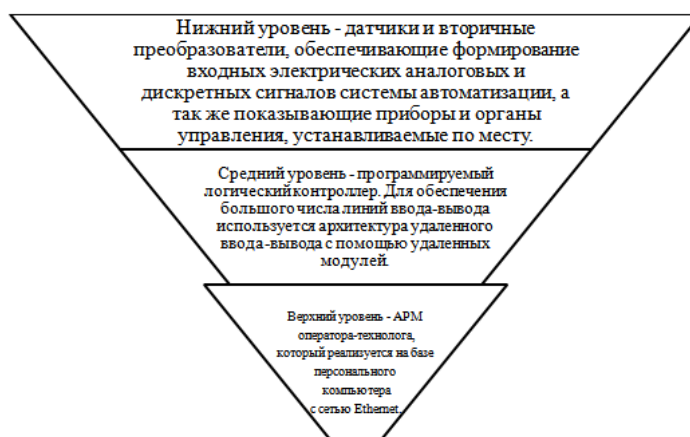 Нижний уровень - датчики и вторичные
преобразователи, обеспечивающие формирование
входных электрических аналоговых и
дискретных сигналов системы автоматизации, а
так же показывающие приборы и органы
управления, устанавливаемые по месту.
Средний уровень - программируемый
логический контроллер. Для обеспечения
большого числа линий ввода-вывода
используется архитектура удаленного
ввода-вывода с помощью удаленных
модулей.
Верхний уровень - АРМ
оператора-технолога,
который реализуется на базе
персонального
компьютера
с сетью Ethernet.